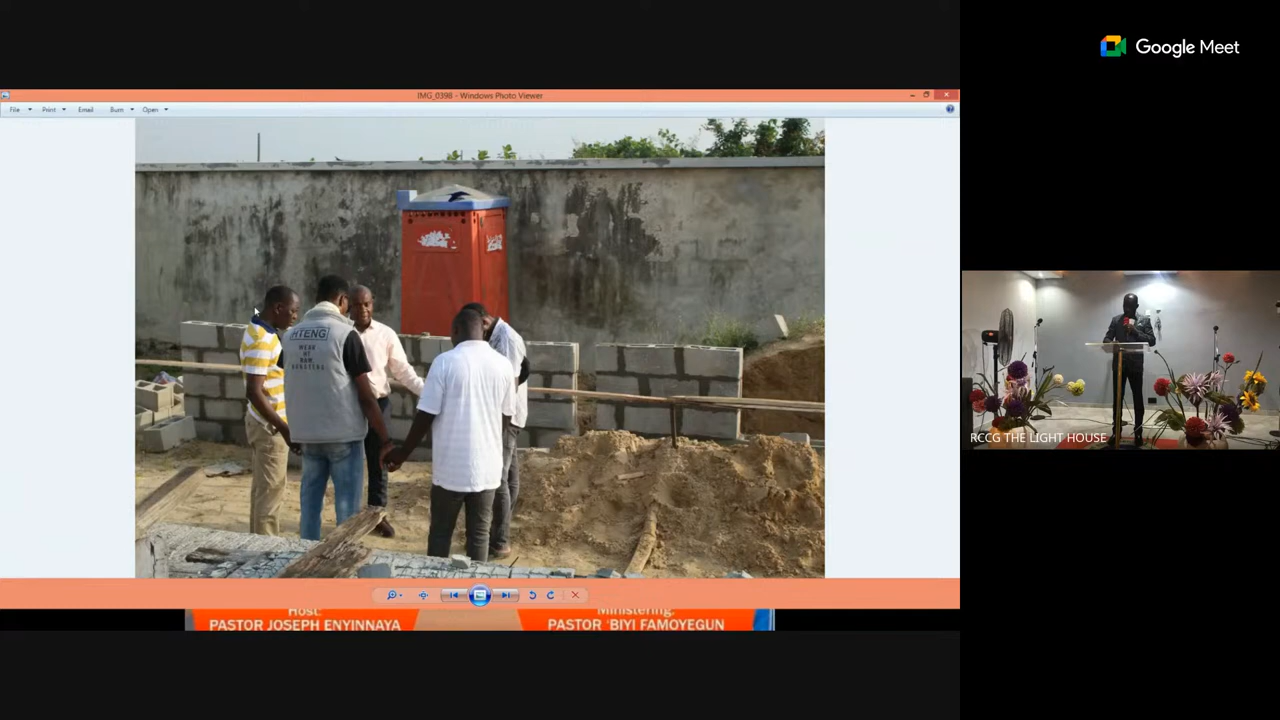 Google Meet
IMG_0398 - Windows Photo Viewer
File Print Email Burn Open
HTENG
RCCG THE LIGHT HOUSE
Host:
PASTOR JOSEPH ENYINNAYA
Ministering:
PASTOR 'BIYI FAMOYEGUN